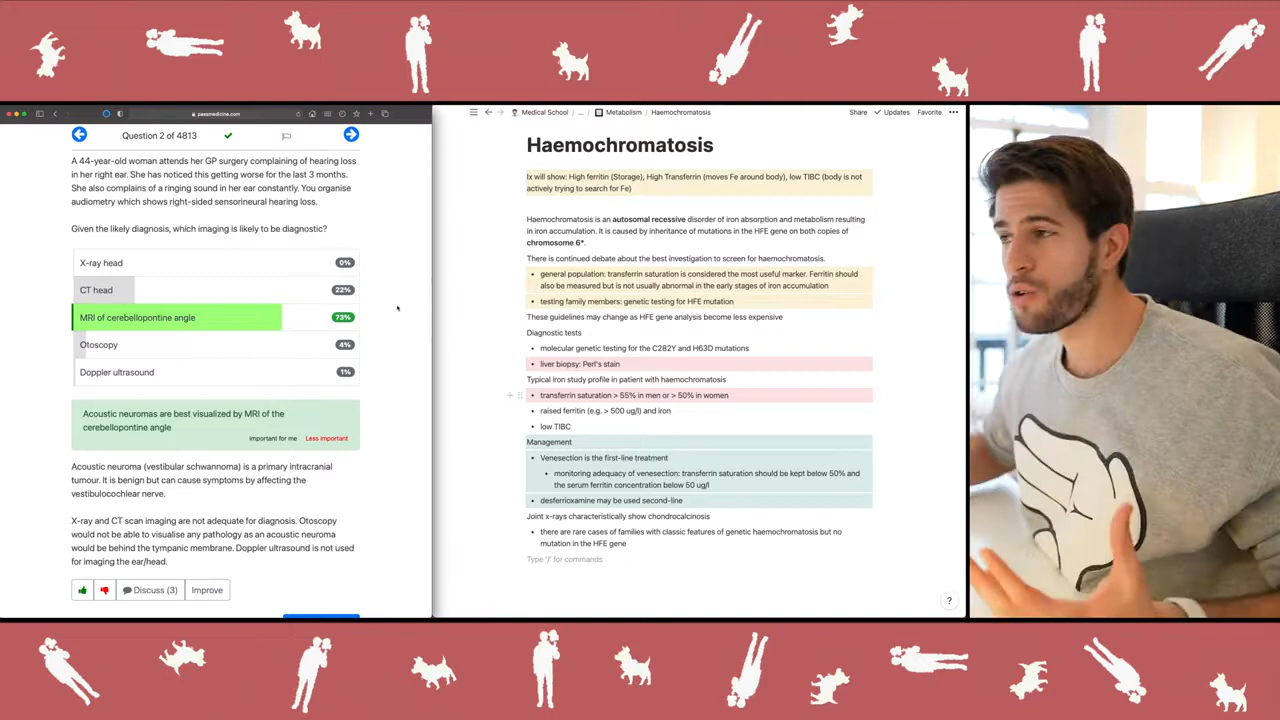 passmedicine.com
Question 2 of 4813
A 44-year-old woman attends her GP surgery complaining of hearing loss
in her right ear. She has noticed this getting worse for the last 3 months.
She also complains of a ringing sound in her ear constantly. You organise
audiometry which shows right-sided sensorineural hearing loss.
Given the likely diagnosis, which imaging is likely to be diagnostic?
X-ray head 0%
CT head 22%
MRI of cerebellopontine angle 73%
Otoscopy 4%
Doppler ultrasound 1%
Acoustic neuromas are best visualized by MRI of the
cerebellopontine angle
Important for me Less important
Acoustic neuroma (vestibular schwannoma) is a primary intracranial
tumour. It is benign but can cause symptoms by affecting the
vestibulocochlear nerve.
X-ray and CT scan imaging are not adequate for diagnosis. Otoscopy
would not be able to visualise any pathology as an acoustic neuroma
would be behind the tympanic membrane. Doppler ultrasound is not used
for imaging the ear/head.
Discuss (3) Improve
Medical School / ... / Metabolism / Haemochromatosis
Share Updates Favorite
Haemochromatosis
Ix will show: High ferritin (Storage), High Transferrin (moves Fe around body), low TIBC (body is not
actively trying to search for Fe)
Haemochromatosis is an autosomal recessive disorder of iron absorption and metabolism resulting
in iron accumulation. It is caused by inheritance of mutations in the HFE gene on both copies of
chromosome 6*.
There is continued debate about the best investigation to screen for haemochromatosis.
• general population: transferrin saturation is considered the most useful marker. Ferritin should
also be measured but is not usually abnormal in the early stages of iron accumulation
• testing family members: genetic testing for HFE mutation
These guidelines may change as HFE gene analysis become less expensive
Diagnostic tests
• molecular genetic testing for the C282Y and H63D mutations
• liver biopsy: Perl's stain
Typical iron study profile in patient with haemochromatosis
• transferrin saturation > 55% in men or > 50% in women
• raised ferritin (e.g. > 500 ug/l) and iron
• low TIBC
Management
• Venesection is the first-line treatment
• monitoring adequacy of venesection: transferrin saturation should be kept below 50% and
the serum ferritin concentration below 50 ug/l
• desferrioxamine may be used second-line
Joint x-rays characteristically show chondrocalcinosis
• there are rare cases of families with classic features of genetic haemochromatosis but no
mutation in the HFE gene
Type '/' for commands
?